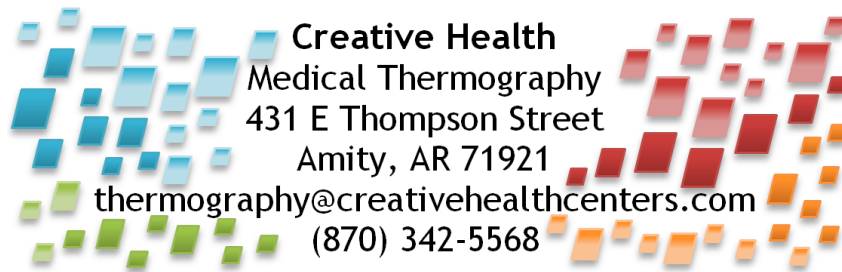 Creative Health
Medical Thermography
431 E Thompson Street
Amity, AR 71921
thermography@creativehealthcenters.com
(870) 342-5568